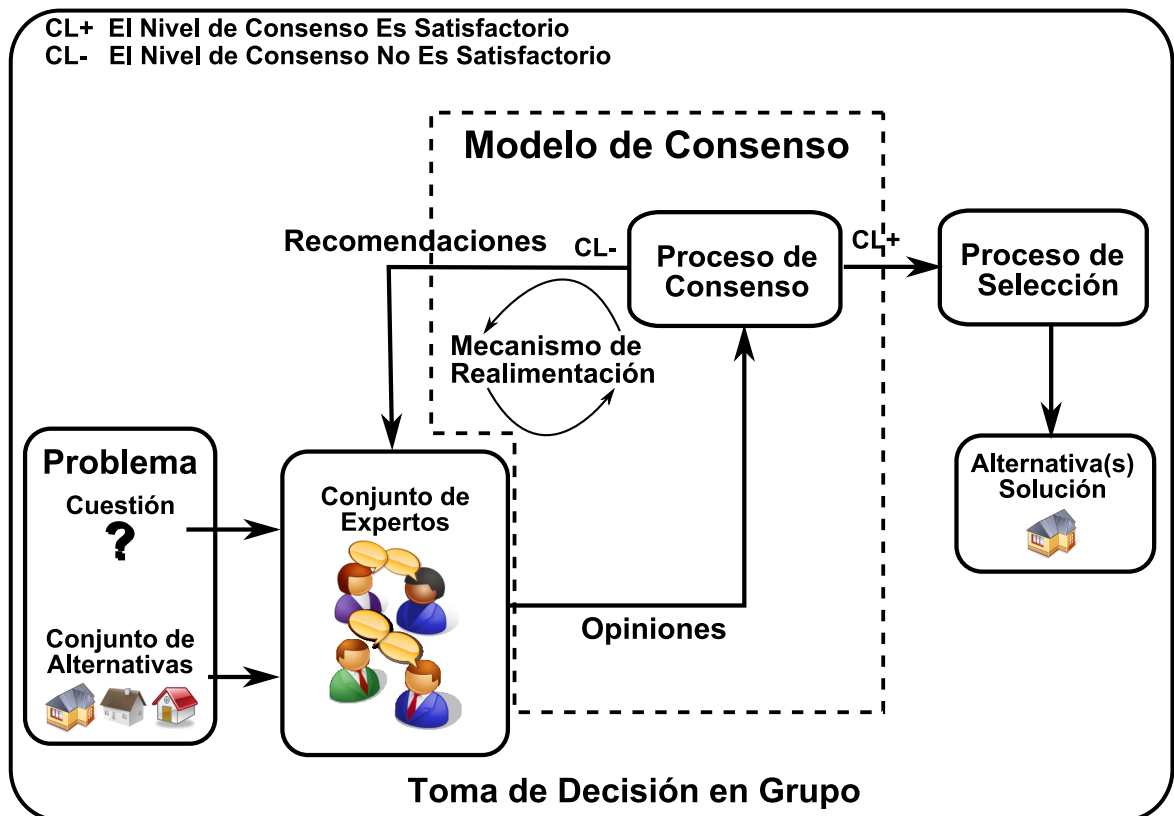 CL+ El Nivel de Consenso Es Satisfactorio
CL- El Nivel de Consenso No Es Satisfactorio
Modelo de Consenso
Recomendaciones
CL-
Proceso de
Consenso
CL+
Proceso de
Selección
Mecanismo de
Realimentación
Problema
Cuestión
?
Conjunto de
Alternativas
Conjunto de
Expertos
Opiniones
Alternativa(s)
Solución
Toma de Decisión en Grupo